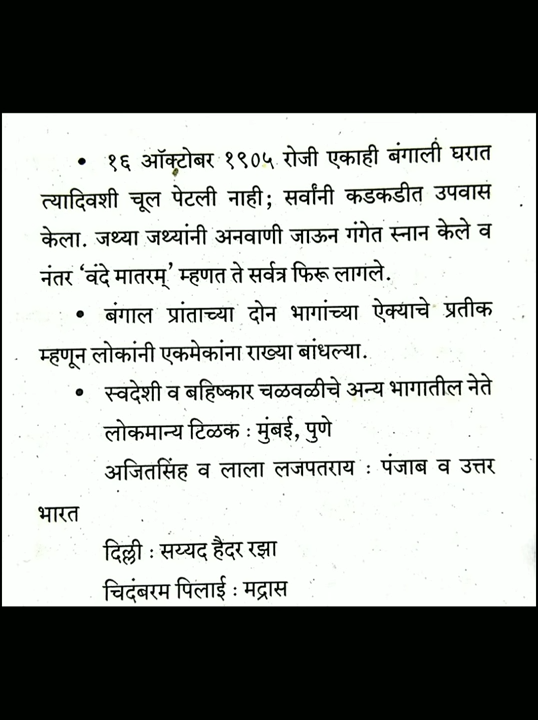 • १६ ऑक्टोबर १९०५ रोजी एकाही बंगाली घरात
त्यादिवशी चूल पेटली नाही; सर्वांनी कडकडीत उपवास
केला. जथ्या जथ्यांनी अनवाणी जाऊन गंगेत स्नान केले व
नंतर ‘वंदे मातरम्’ म्हणत ते सर्वत्र फिरू लागले.
• बंगाल प्रांताच्या दोन भागांच्या ऐक्याचे प्रतीक
म्हणून लोकांनी एकमेकांना राख्या बांधल्या.
• स्वदेशी व बहिष्कार चळवळीचे अन्य भागातील नेते
लोकमान्य टिळक : मुंबई, पुणे
अजितसिंह व लाला लजपतराय : पंजाब व उत्तर
भारत
दिल्ली : सय्यद हैदर रझा
चिदंबरम पिलाई : मद्रास